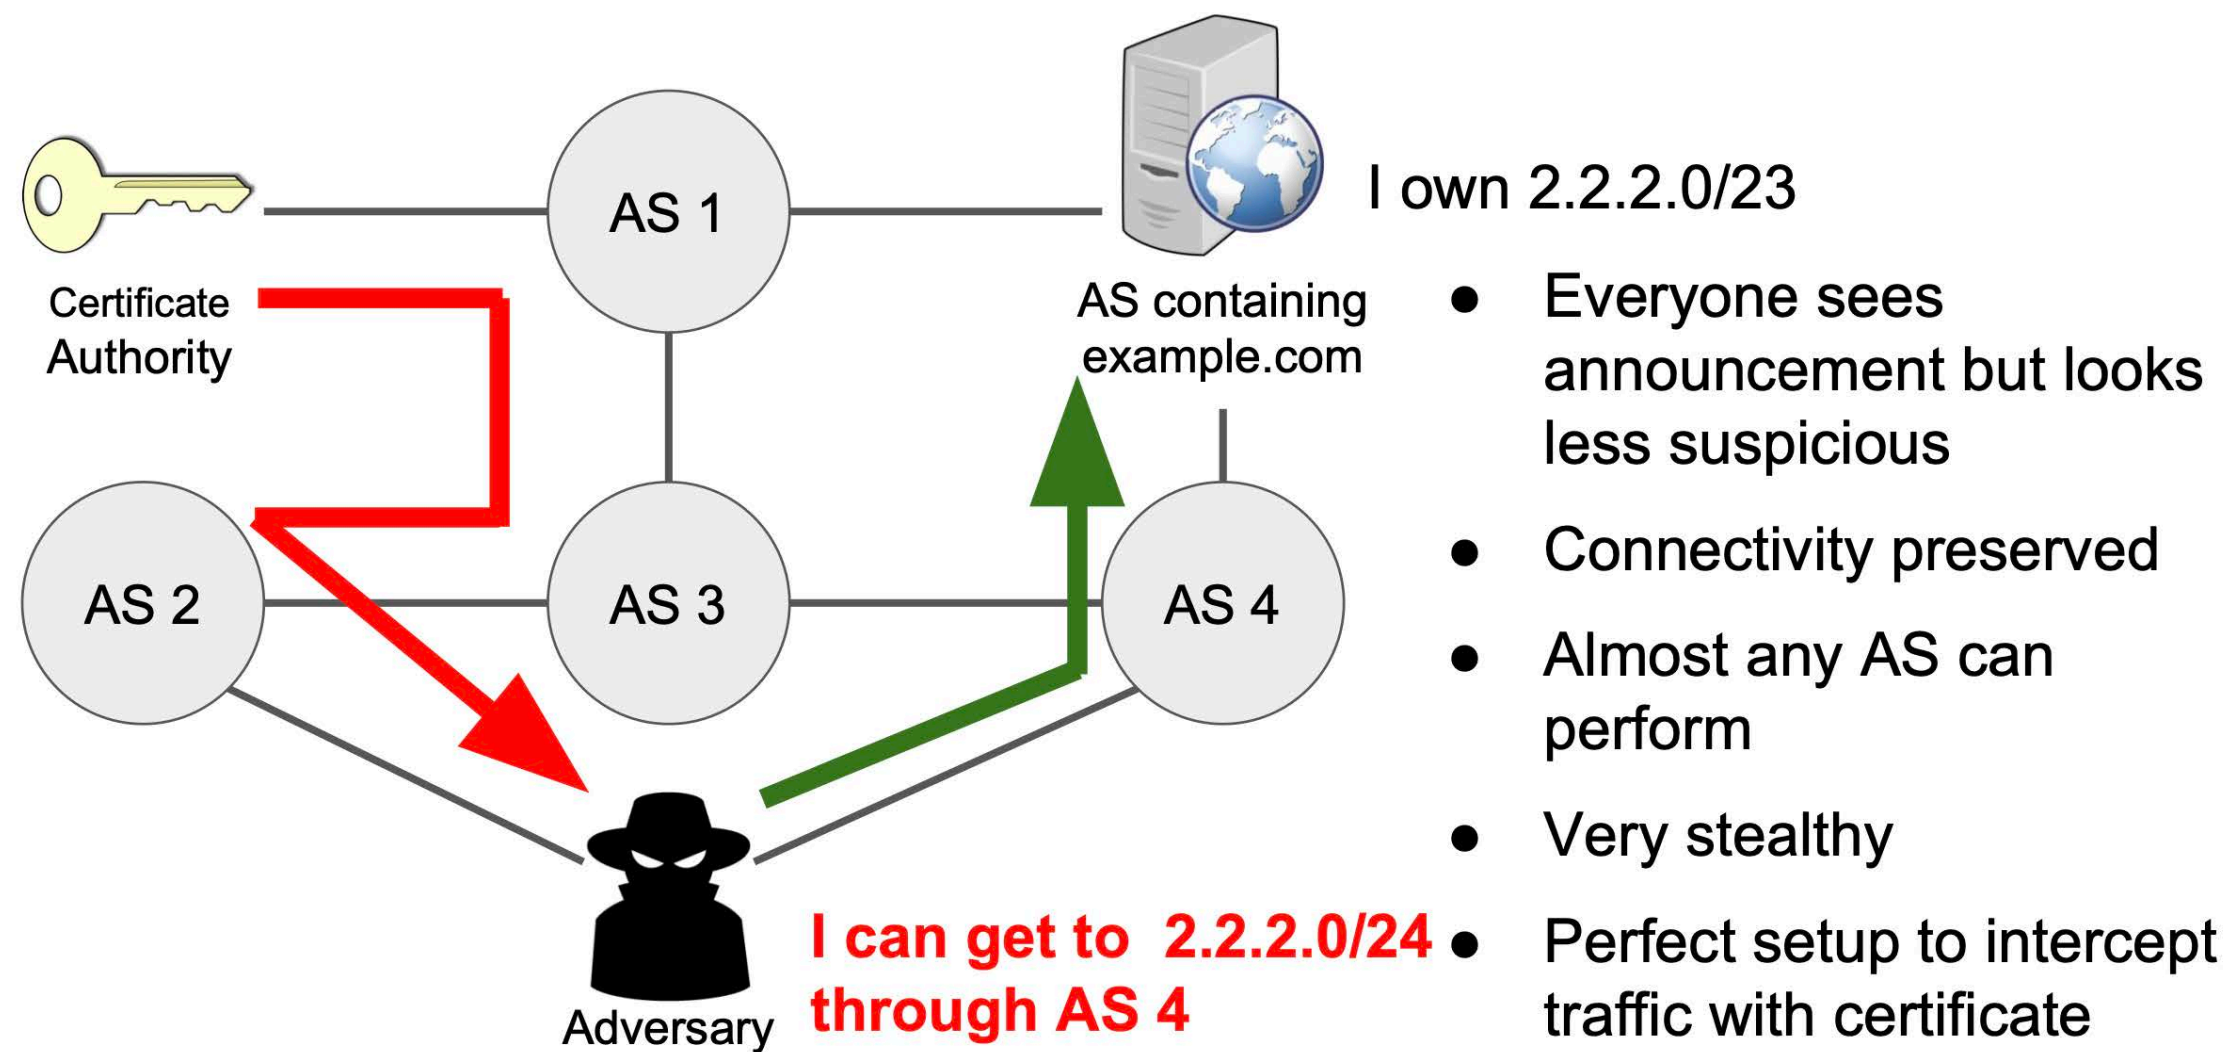 AS 1
I own 2.2.2.0/23
Certificate
Authority
AS containing
example.com
AS 2
AS 3
AS 4
Adversary
I can get to 2.2.2.0/24
through AS 4
● Everyone sees
announcement but looks
less suspicious
● Connectivity preserved
● Almost any AS can
perform
● Very stealthy
● Perfect setup to intercept
traffic with certificate